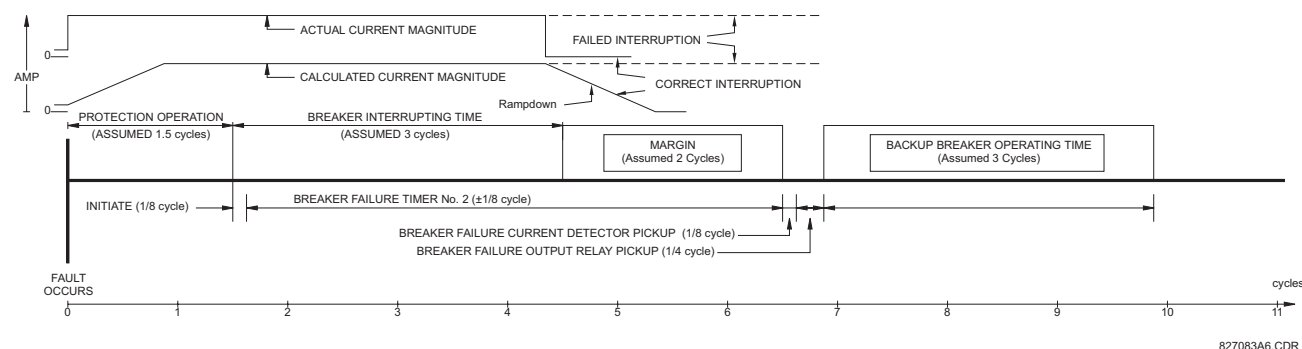 ACTUAL CURRENT MAGNITUDE
FAILED INTERRUPTION
0
AMP
CALCULATED CURRENT MAGNITUDE
CORRECT INTERRUPTION
Rampdown
0
PROTECTION OPERATION
(ASSUMED 1.5 cycles)
BREAKER INTERRUPTING TIME
(ASSUMED 3 cycles)
MARGIN
(Assumed 2 Cycles)
BACKUP BREAKER OPERATING TIME
(Assumed 3 Cycles)
INITIATE (1/8 cycle)
BREAKER FAILURE TIMER No. 2 (±1/8 cycle)
BREAKER FAILURE CURRENT DETECTOR PICKUP (1/8 cycle)
BREAKER FAILURE OUTPUT RELAY PICKUP (1/4 cycle)
FAULT
OCCURS
cycles
0 1 2 3 4 5 6 7 8 9 10 11
827083A6.CDR